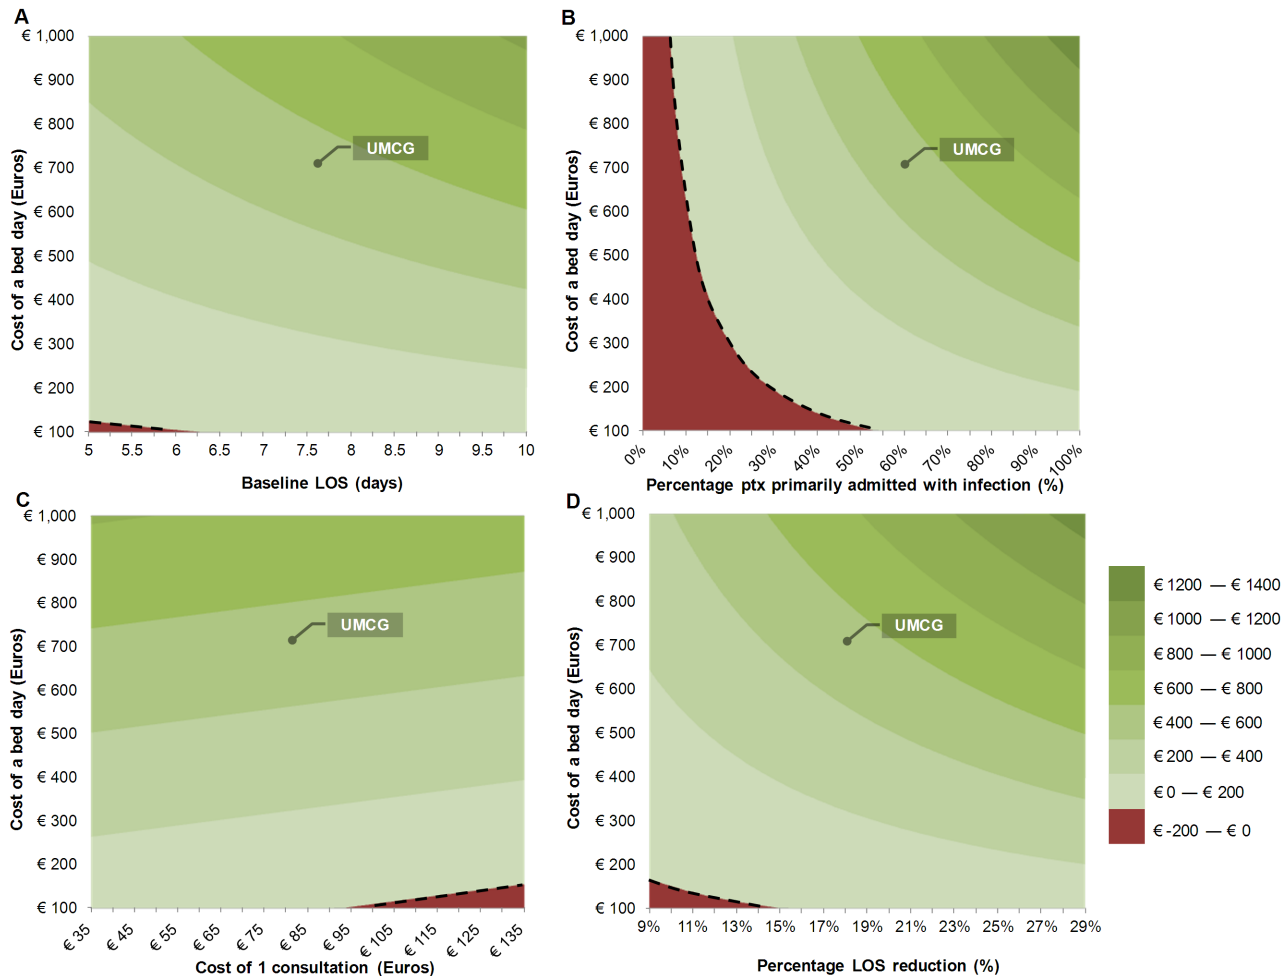 A
€ 1,000
€ 900
€ 800
€ 700
€ 600
€ 500
€ 400
€ 300
€ 200
€ 100
Cost of a bed day (Euros)
UMCG
5 5.5 6 6.5 7 7.5 8 8.5 9 9.5 10
Baseline LOS (days)
B
€ 1,000
€ 900
€ 800
€ 700
€ 600
€ 500
€ 400
€ 300
€ 200
€ 100
Cost of a bed day (Euros)
UMCG
0% 10% 20% 30% 40% 50% 60% 70% 80% 90% 100%
Percentage ptx primarily admitted with infection (%)
C
€ 1,000
€ 900
€ 800
€ 700
€ 600
€ 500
€ 400
€ 300
€ 200
€ 100
Cost of a bed day (Euros)
UMCG
€ 35 € 45 € 55 € 65 € 75 € 85 € 95 € 105 € 115 € 125 € 135
Cost of 1 consultation (Euros)
D
€ 1,000
€ 900
€ 800
€ 700
€ 600
€ 500
€ 400
€ 300
€ 200
€ 100
Cost of a bed day (Euros)
UMCG
9% 11% 13% 15% 17% 19% 21% 23% 25% 27% 29%
Percentage LOS reduction (%)
€ 1200 — € 1400
€ 1000 — € 1200
€ 800 — € 1000
€ 600 — € 800
€ 400 — € 600
€ 200 — € 400
€ 0 — € 200
€ -200 — € 0